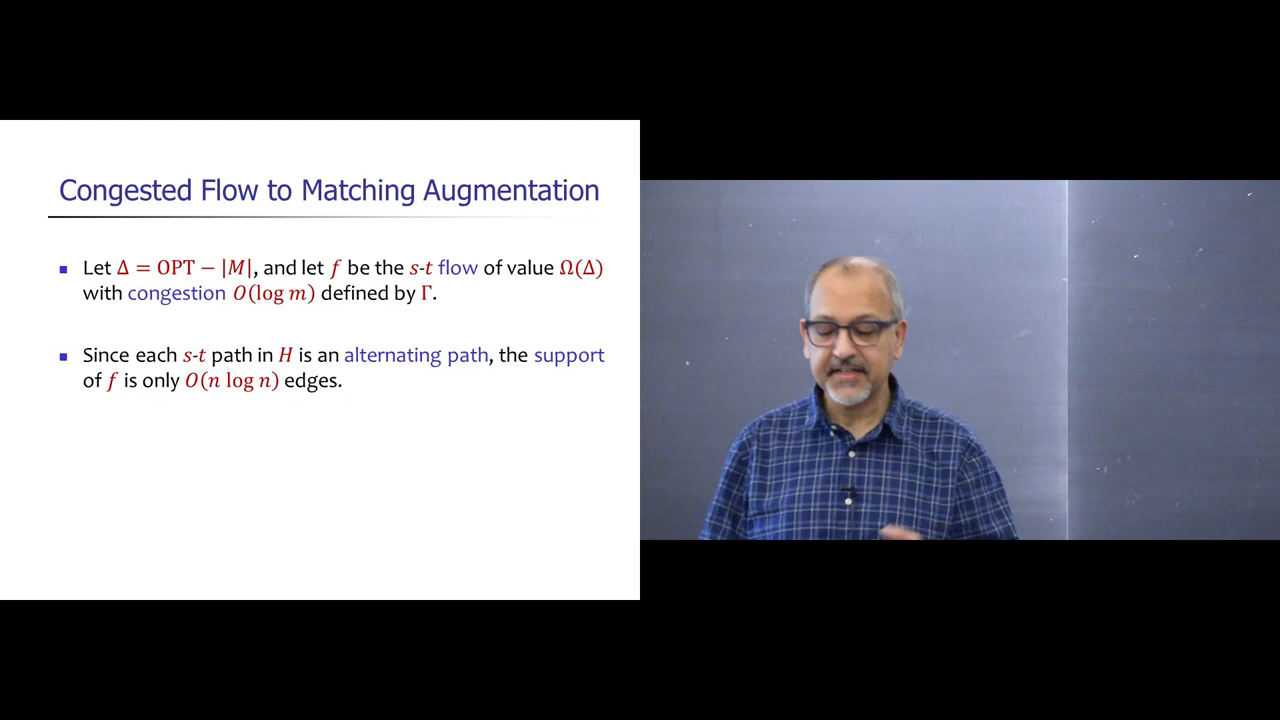 Congested Flow to Matching Augmentation
Let Δ = OPT − |M|, and let f be the s-t flow of value Ω(Δ)
with congestion O(log m) defined by Γ.
Since each s-t path in H is an alternating path, the support
of f is only O(n log n) edges.